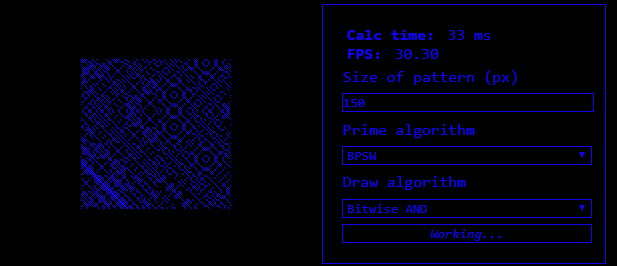 Calc time: 33 ms
FPS: 30.30
Size of pattern (px)
150
Prime algorithm
BPSW
Draw algorithm
Bitwise AND
Working...